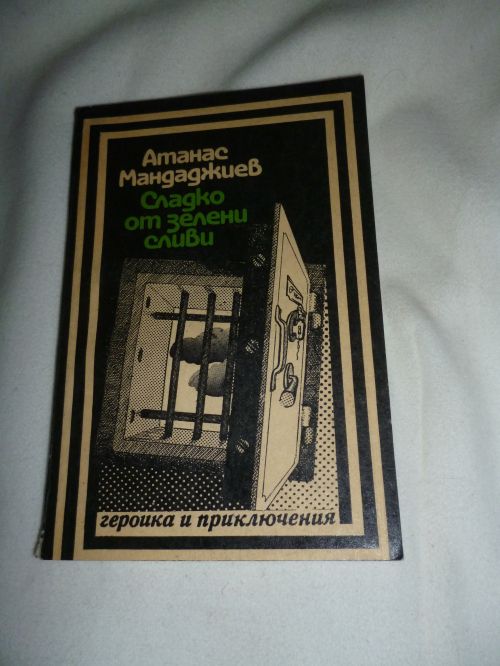 Атанас
Мандаджиев
Сладко
от зелени
сливи
героика и приключения